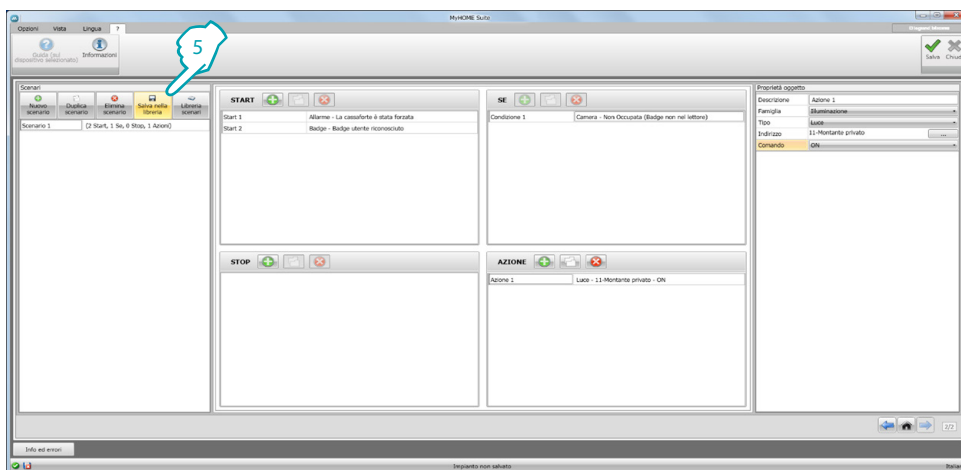 MyHOME Suite
Opzioni Vista Lingua ?
Guida (sul dispositivo selezionato)
Informazioni
5
Salva
Chiudi
Scenari
Nuovo scenario
Duplica scenario
Elimina scenario
Salva nella libreria
Libreria scenari
Scenario 1 (2 Start, 1 Se, 0 Stop, 1 Azioni)
START
Start 1 Allarme - La cassaforte è stata forzata
Start 2 Badge - Badge utente riconosciuto
SE
Condizione 1 Camera - Non Occupata (Badge non nel lettore)
STOP
AZIONE
Azione 1 Luce - 11-Montante privato - ON
Proprietà oggetto
Descrizione Azione 1
Famiglia Illuminazione
Tipo Luce
Indirizzo 11-Montante privato ...
Comando ON
2/2
Info ed errori
Impianto non salvato